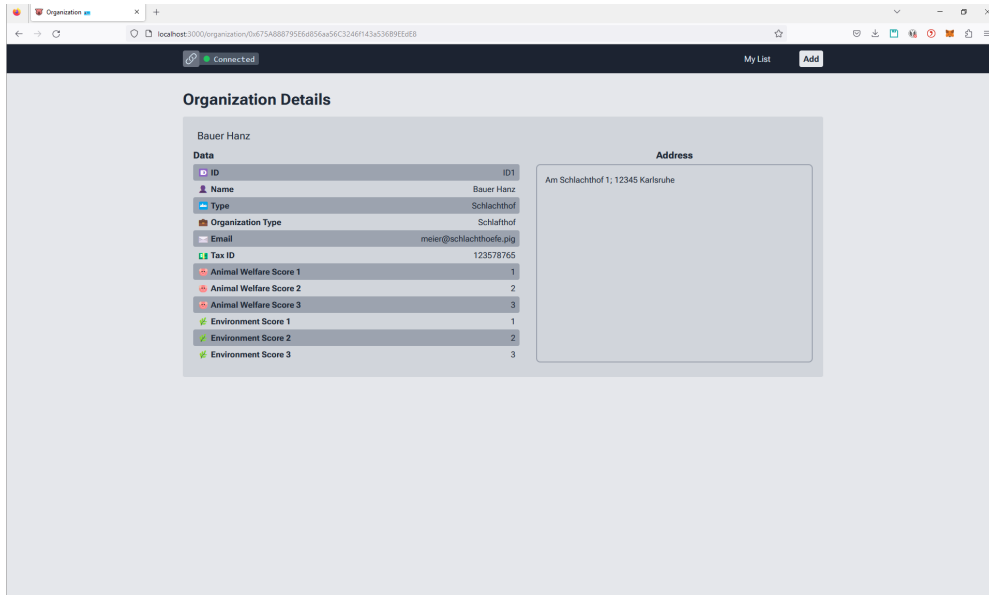 Organization
localhost:3000/organization/0x675A888795E6d856aa56C3246f143a53689EEdE8
Connected
My List
Add
Organization Details
Bauer Hanz
Data
ID ID1
Name Bauer Hanz
Type Schlachthof
Organization Type Schlafthof
Email meier@schlachthoefe.pig
Tax ID 123578765
Animal Welfare Score 1 1
Animal Welfare Score 2 2
Animal Welfare Score 3 3
Environment Score 1 1
Environment Score 2 2
Environment Score 3 3
Address
Am Schlachthof 1; 12345 Karlsruhe